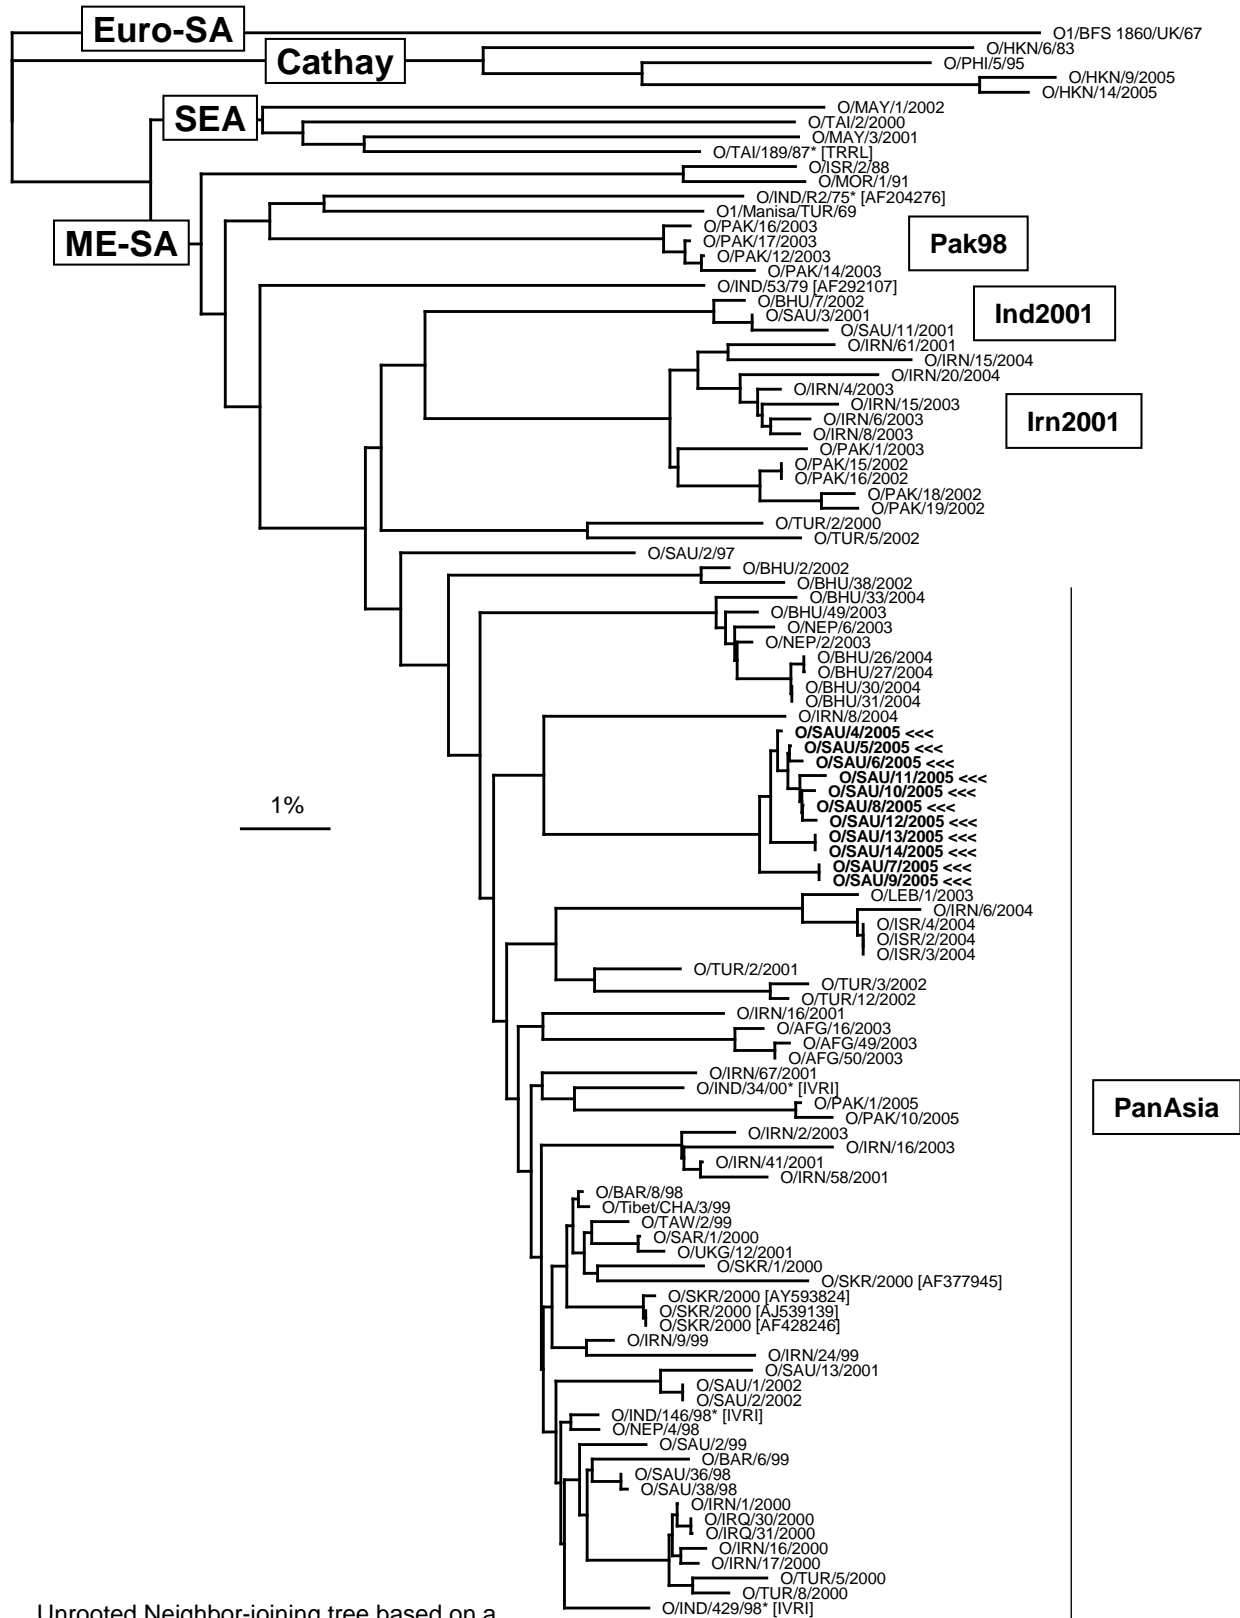 Euro-SA
O1/BFS 1860/UK/67
O/HKN/6/83
Cathay
O/PHI/5/95
O/HKN/9/2005
O/HKN/14/2005
SEA
O/MAY/1/2002
O/TAI/2/2000
O/MAY/3/2001
O/TAI/189/87* [TRRL]
O/ISR/2/88
O/MOR/1/91
O/IND/R2/75* [AF204276]
O1/Manisa/TUR/69
ME-SA
O/PAK/16/2003
O/PAK/17/2003
Pak98
O/PAK/12/2003
O/PAK/14/2003
O/IND/53/79 [AF292107]
O/BHU/7/2002
O/SAU/3/2001
Ind2001
O/SAU/11/2001
O/IRN/61/2001
O/IRN/15/2004
O/IRN/20/2004
O/IRN/4/2003
O/IRN/15/2003
O/IRN/6/2003
Irn2001
O/IRN/8/2003
O/PAK/1/2003
O/PAK/15/2002
O/PAK/16/2002
O/PAK/18/2002
O/PAK/19/2002
O/TUR/2/2000
O/TUR/5/2002
O/SAU/2/97
O/BHU/2/2002
O/BHU/38/2002
O/BHU/33/2004
O/BHU/49/2003
O/NEP/6/2003
O/NEP/2/2003
O/BHU/26/2004
O/BHU/27/2004
O/BHU/30/2004
O/BHU/31/2004
O/IRN/8/2004
O/SAU/4/2005 <<<
O/SAU/5/2005 <<<
O/SAU/6/2005 <<<
O/SAU/11/2005 <<<
O/SAU/10/2005 <<<
O/SAU/8/2005 <<<
1%
O/SAU/12/2005 <<<
O/SAU/13/2005 <<<
O/SAU/14/2005 <<<
O/SAU/7/2005 <<<
O/SAU/9/2005 <<<
O/LEB/1/2003
O/IRN/6/2004
O/ISR/4/2004
O/ISR/2/2004
O/ISR/3/2004
O/TUR/2/2001
O/TUR/3/2002
O/TUR/12/2002
O/IRN/16/2001
O/AFG/16/2003
O/AFG/49/2003
O/AFG/50/2003
O/IRN/67/2001
O/IND/34/00* [IVRI]
O/PAK/1/2005
PanAsia
O/PAK/10/2005
O/IRN/2/2003
O/IRN/16/2003
O/IRN/41/2001
O/IRN/58/2001
O/BAR/8/98
O/Tibet/CHA/3/99
O/TAW/2/99
O/SAR/1/2000
O/UKG/12/2001
O/SKR/1/2000
O/SKR/2000 [AF377945]
O/SKR/2000 [AY593824]
O/SKR/2000 [AJ539139]
O/SKR/2000 [AF428246]
O/IRN/9/99
O/IRN/24/99
O/SAU/13/2001
O/SAU/1/2002
O/SAU/2/2002
O/IND/146/98* [IVRI]
O/NEP/4/98
O/SAU/2/99
O/BAR/6/99
O/SAU/36/98
O/SAU/38/98
O/IRN/1/2000
O/IRQ/30/2000
O/IRQ/31/2000
O/IRN/16/2000
O/IRN/17/2000
O/TUR/5/2000
O/TUR/8/2000
O/IND/429/98* [IVRI]
Unrooted Neighbor-joining tree based on a